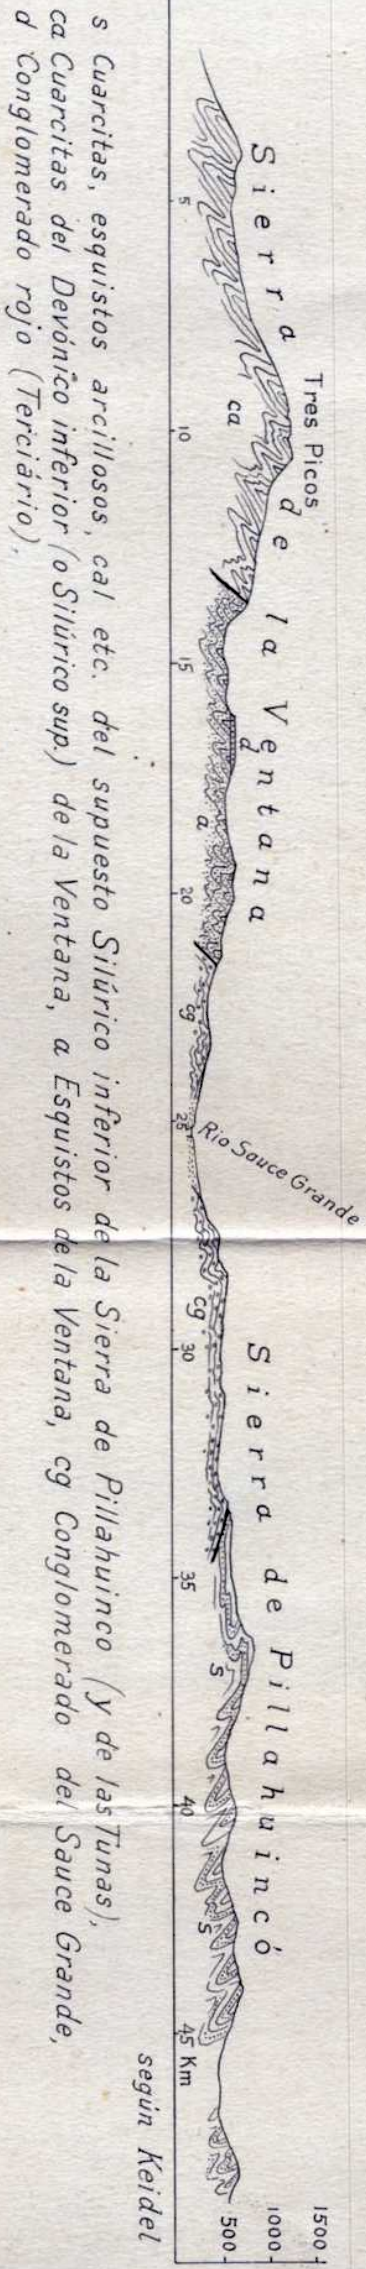 Sierra de la Ventana
Tres Picos
Sierra de Pillahuincó
Rio Sauce Grande
ca
d
a
cg
cg
s
s
1500
1000
500
5
10
15
20
25
30
35
40
45 Km
según Keidel
s Cuarcitas, esquistos arcillosos, cal etc. del supuesto Silúrico inferior de la Sierra de Pillahuinco (y de las Tunas),
ca Cuarcitas del Devónico inferior (o Silúrico sup.) de la Ventana, a Esquistos de la Ventana, cg Conglomerado del Sauce Grande,
d Conglomerado rojo (Terciário),